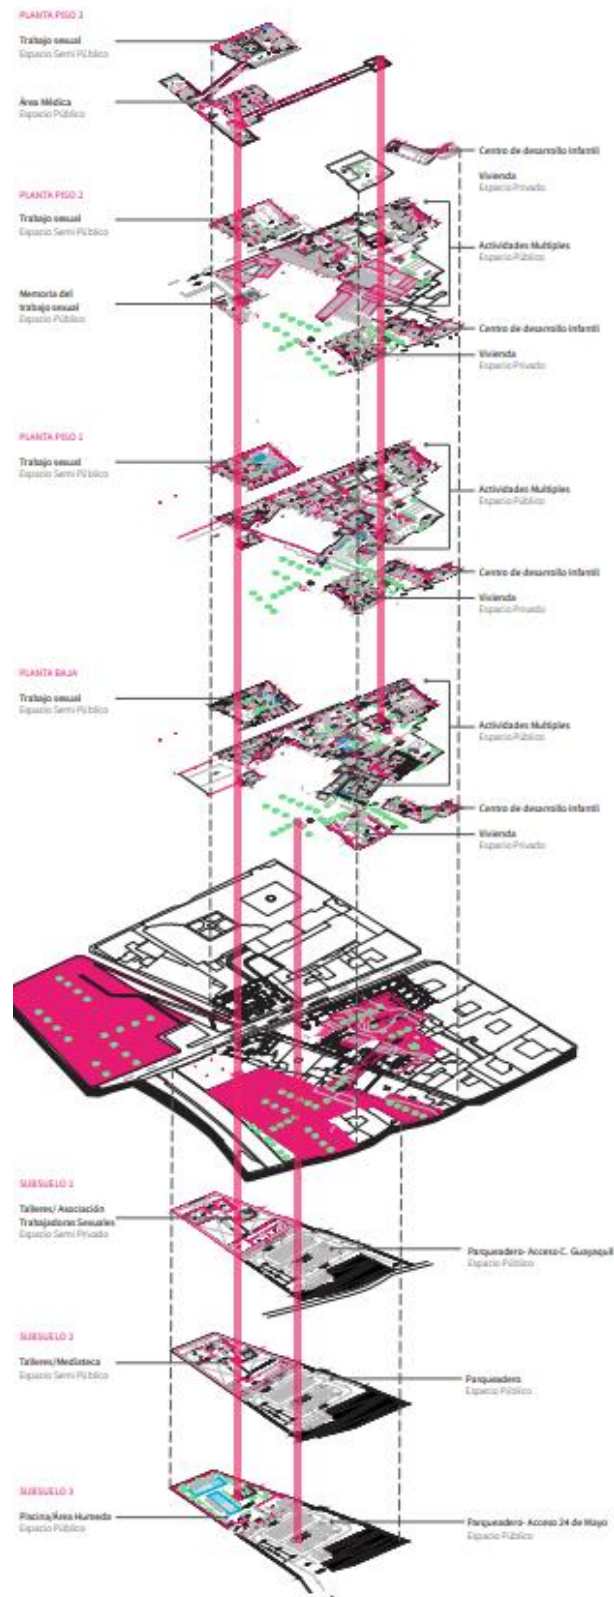 PLANTA PISO 3
Trabajo sexual
Espacio Semi Público
Área Médica
Espacio Público
Centro de desarrollo Infantil
Vivienda
Espacio Privado
PLANTA PISO 2
Trabajo sexual
Espacio Semi Público
Actividades Multiples
Espacio Público
Memoria del
trabajo sexual
Espacio Público
Centro de desarrollo Infantil
Vivienda
Espacio Privado
PLANTA PISO 1
Trabajo sexual
Espacio Semi Público
Actividades Multiples
Espacio Público
Centro de desarrollo Infantil
Vivienda
Espacio Privado
PLANTA BAJA
Trabajo sexual
Espacio Semi Público
Actividades Multiples
Espacio Público
Centro de desarrollo Infantil
Vivienda
Espacio Privado
SUBSUELO 1
Talleres/ Asociación
Trabajadoras Sexuales
Espacio Semi Privado
Parqueadero- Acceso C. Guayaquil
Espacio Público
SUBSUELO 2
Talleres/Mediateca
Espacio Semi Público
Parqueadero
Espacio Público
SUBSUELO 3
Piscina/Área Humeda
Espacio Público
Parqueadero- Acceso 24 de Mayo
Espacio Público